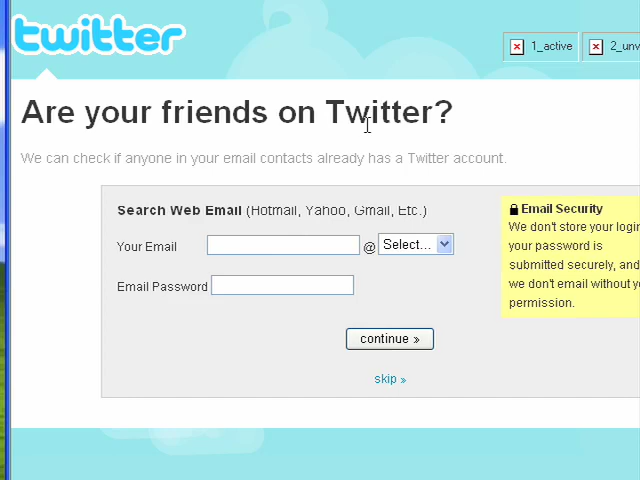 twitter
1_active
2_unv
Are your friends on Twitter?
We can check if anyone in your email contacts already has a Twitter account.
Search Web Email (Hotmail, Yahoo, Gmail, Etc.)
Your Email
@
Select...
Email Password
continue »
skip »
Email Security
We don't store your login
your password is
submitted securely, and
we don't email without yo
permission.